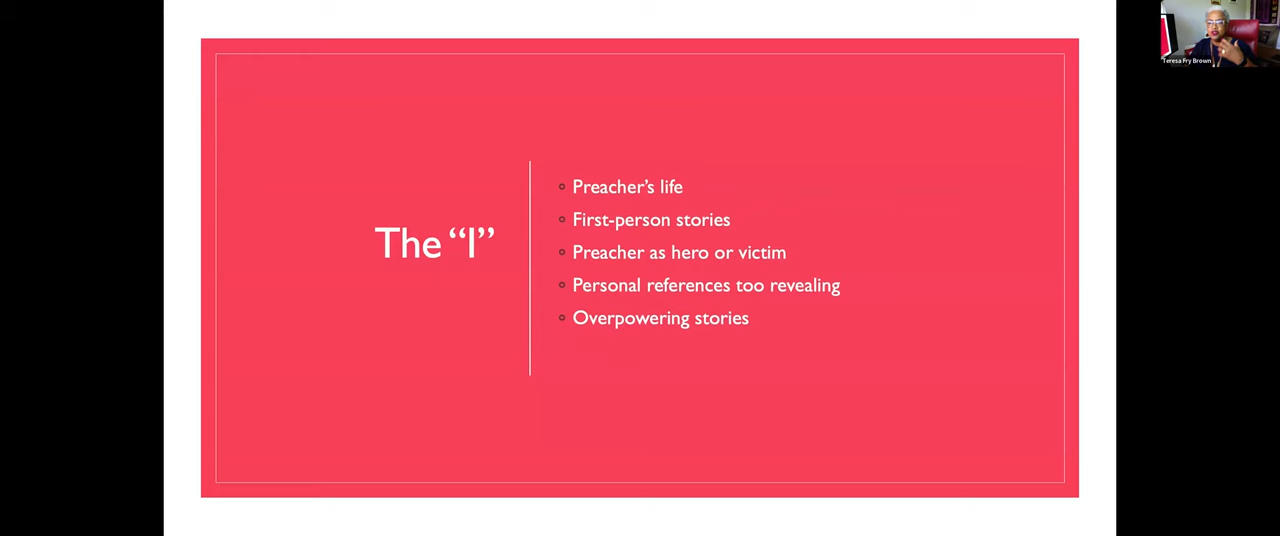 Teresa Fry Brown
The “I”
Preacher’s life
First-person stories
Preacher as hero or victim
Personal references too revealing
Overpowering stories